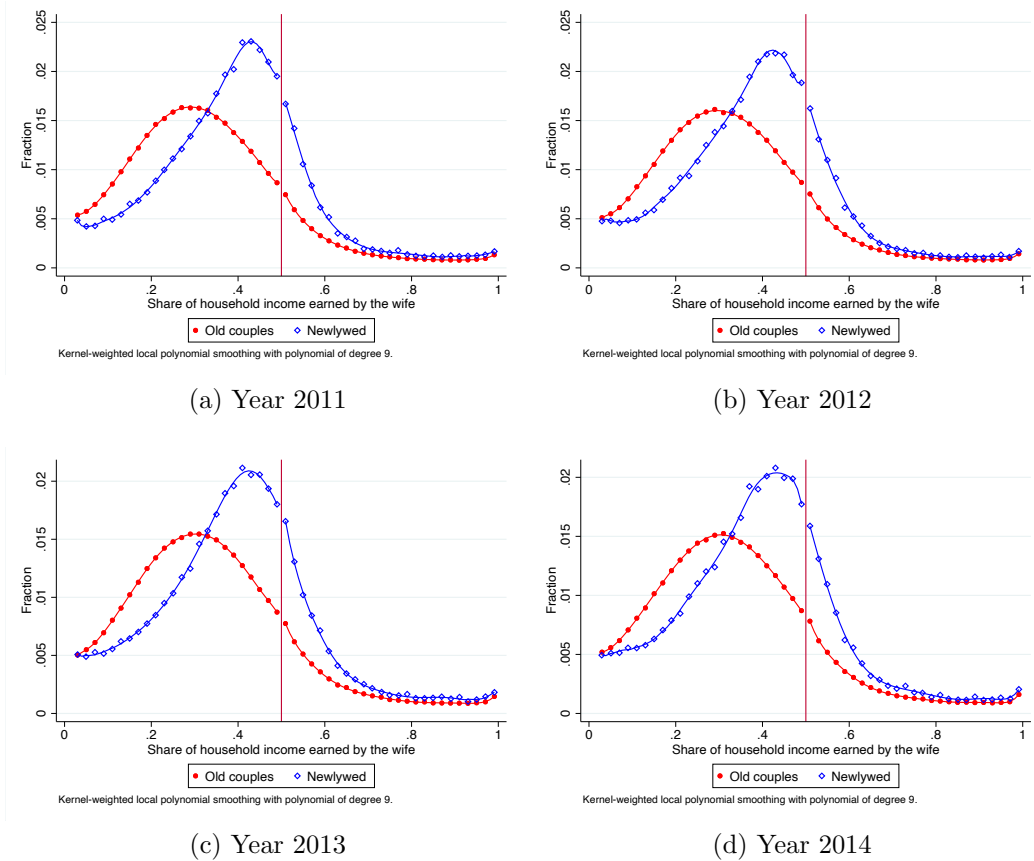 .025
.02
.015
.01
.005
0
Fraction
0 .2 .4 .6 .8 1
Share of household income earned by the wife
Old couples Newlywed
Kernel-weighted local polynomial smoothing with polynomial of degree 9.
(a) Year 2011
.025
.02
.015
.01
.005
0
Fraction
0 .2 .4 .6 .8 1
Share of household income earned by the wife
Old couples Newlywed
Kernel-weighted local polynomial smoothing with polynomial of degree 9.
(b) Year 2012
.02
.015
.01
.005
0
Fraction
0 .2 .4 .6 .8 1
Share of household income earned by the wife
Old couples Newlywed
Kernel-weighted local polynomial smoothing with polynomial of degree 9.
(c) Year 2013
.02
.015
.01
.005
0
Fraction
0 .2 .4 .6 .8 1
Share of household income earned by the wife
Old couples Newlywed
Kernel-weighted local polynomial smoothing with polynomial of degree 9.
(d) Year 2014